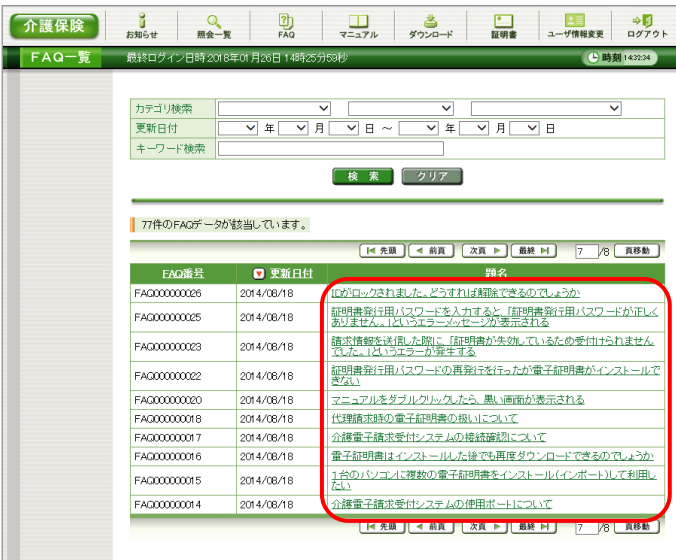 介護保険
お知らせ 照会一覧 FAQ マニュアル ダウンロード 証明書 ユーザ情報変更 ログアウト
FAQ一覧 最終ログイン日時 2018年01月26日 14時25分59秒 時刻 14:32:34
カテゴリ検索
更新日付 年 月 日 ～ 年 月 日
キーワード検索
検索 クリア
77件のFAQデータが該当しています。
先頭 前頁 次頁 最終 7 /8 頁移動
FAQ番号 更新日付 題名
FAQ000000026 2014/08/18 IDがロックされました。どうすれば解除できるのでしょうか
FAQ000000025 2014/08/18 証明書発行用パスワードを入力すると、「証明書発行用パスワードが正しく
ありません。」というエラーメッセージが表示される
FAQ000000023 2014/08/18 請求情報を送信した際に、「証明書が失効しているため受付けられません
でした。」というエラーが発生する
FAQ000000022 2014/08/18 証明書発行用パスワードの再発行を行ったが電子証明書がインストールで
きない
FAQ000000020 2014/08/18 マニュアルをダブルクリックしたら、黒い画面が表示される
FAQ000000018 2014/08/18 代理請求時の電子証明書の扱いについて
FAQ000000017 2014/08/18 介護電子請求受付システムの接続確認について
FAQ000000016 2014/08/18 電子証明書はインストールした後でも再度ダウンロードできるのでしょうか
FAQ000000015 2014/08/18 1台のパソコンに複数の電子証明書をインストール(インポート)して利用し
たい
FAQ000000014 2014/08/18 介護電子請求受付システムの使用ポートについて
先頭 前頁 次頁 最終 7 /8 頁移動